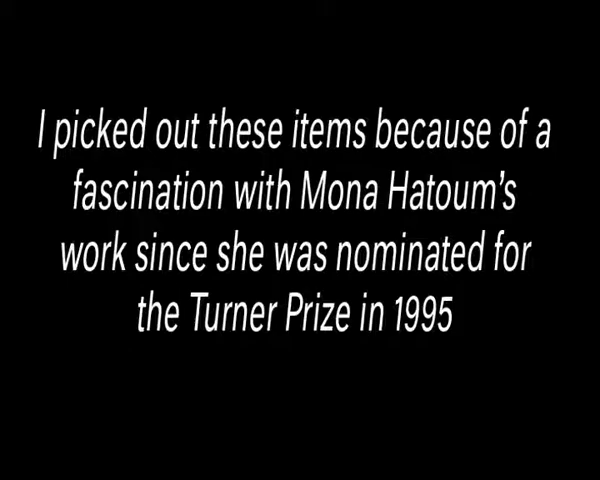 I picked out these items because of a
fascination with Mona Hatoum's
work since she was nominated for
the Turner Prize in 1995